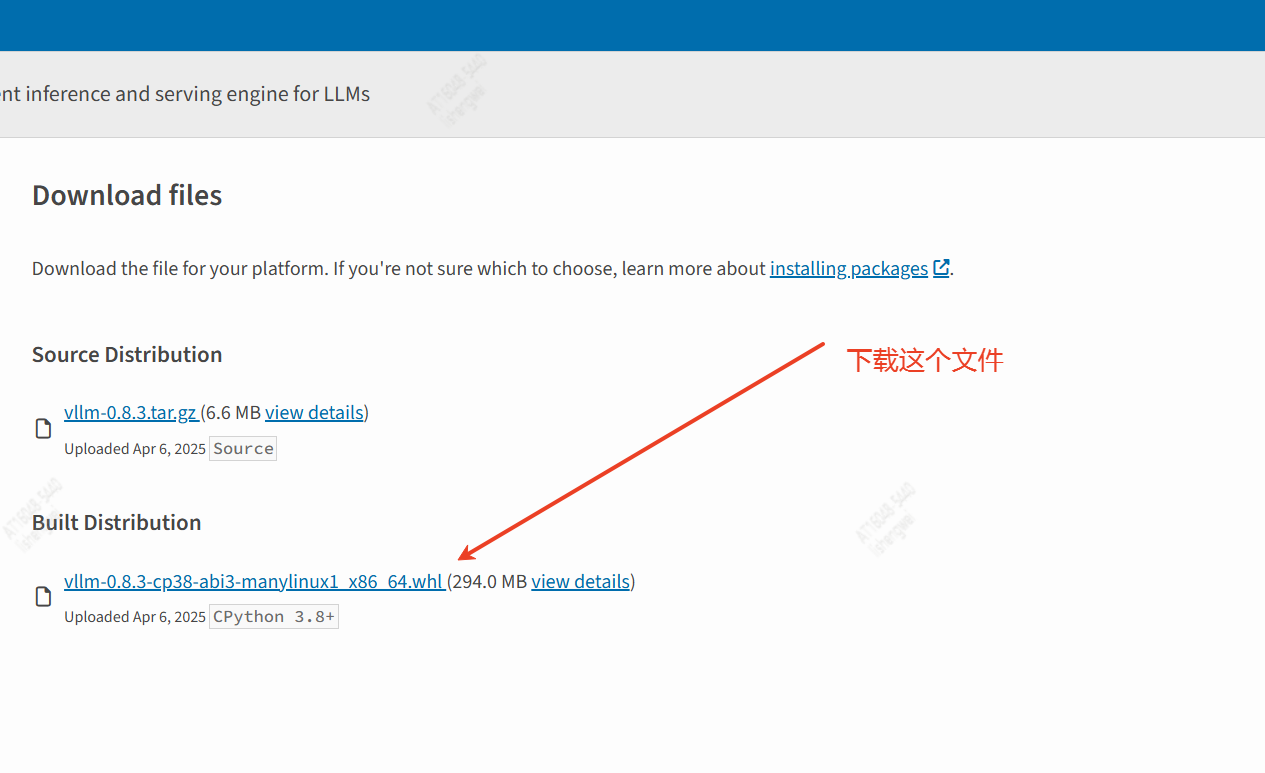 nt inference and serving engine for LLMs
Download files
Download the file for your platform. If you're not sure which to choose, learn more about installing packages.
Source Distribution
下载这个文件
vllm-0.8.3.tar.gz (6.6 MB view details)
Uploaded Apr 6, 2025 Source
Built Distribution
vllm-0.8.3-cp38-abi3-manylinux1_x86_64.whl (294.0 MB view details)
Uploaded Apr 6, 2025 CPython 3.8+